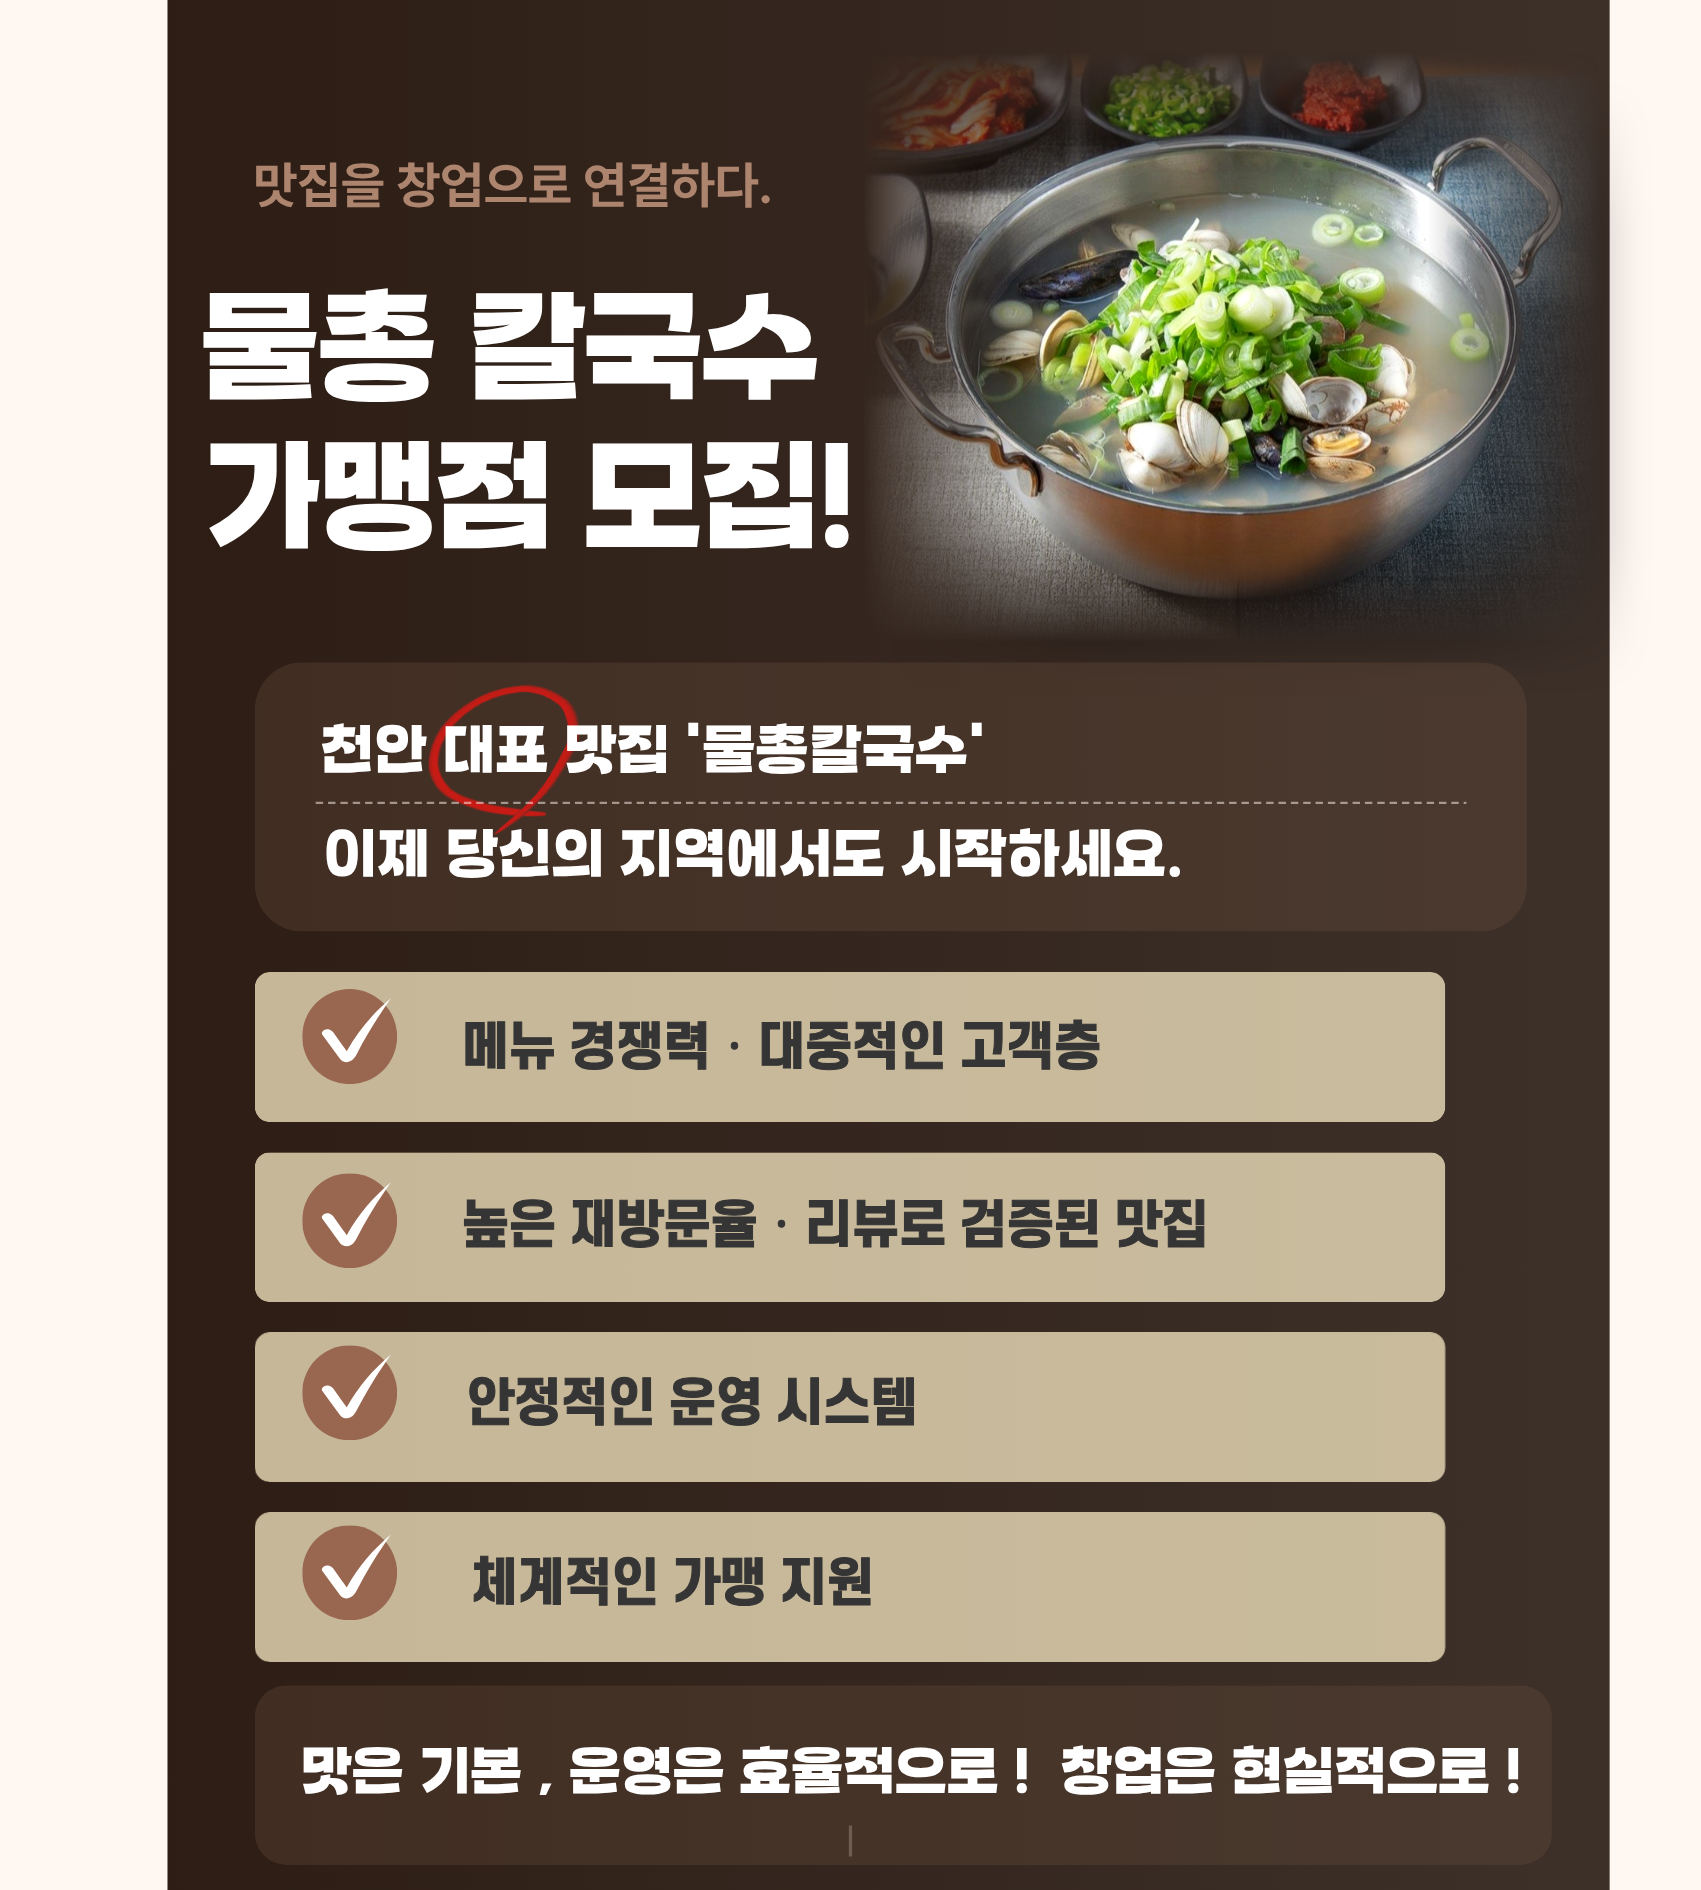 맛집을 창업으로 연결하다.
물총 칼국수
가맹점 모집!
천안 대표 맛집 '물총칼국수'
이제 당신의 지역에서도 시작하세요.
메뉴 경쟁력 · 대중적인 고객층
높은 재방문율 · 리뷰로 검증된 맛집
안정적인 운영 시스템
체계적인 가맹 지원
맛은 기본 , 운영은 효율적으로 ! 창업은 현실적으로 !